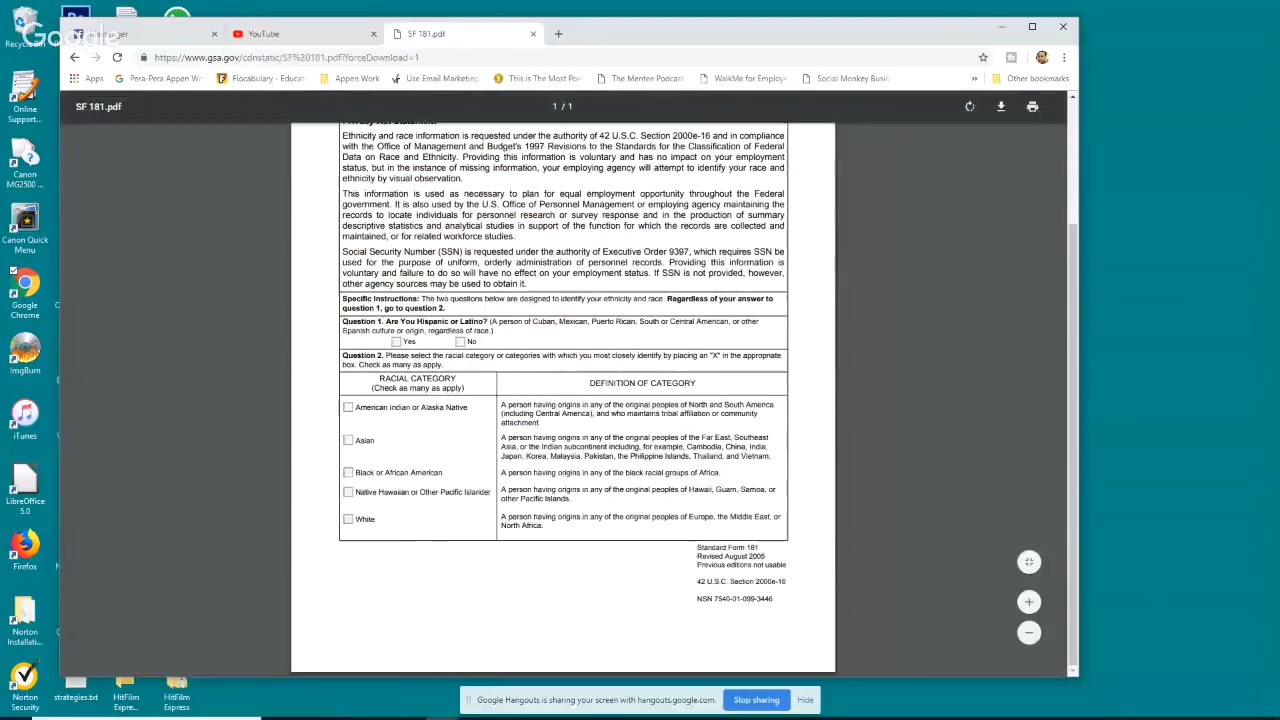 Google
Recycle Bin
YouTube
SF 181.pdf
https://www.gsa.gov/cdnstatic/SF%20181.pdf?forceDownload=1
Apps
Pera-Pera Appen Wo
Flocabulary - Educat
Appen Work
Use Email Marketing
This is The Most Po
The Mentee Podcast
WalkMe for Employ
Social Monkey Busin
»
Other bookmarks
SF 181.pdf
1 / 1
Ethnicity and race information is requested under the authority of 42 U.S.C. Section 2000e-16 and in compliance
with the Office of Management and Budget's 1997 Revisions to the Standards for the Classification of Federal
Data on Race and Ethnicity. Providing this information is voluntary and has no impact on your employment
status, but in the instance of missing information, your employing agency will attempt to identify your race and
ethnicity by visual observation.
This information is used as necessary to plan for equal employment opportunity throughout the Federal
government. It is also used by the U.S. Office of Personnel Management or employing agency maintaining the
records to locate individuals for personnel research or survey response and in the production of summary
descriptive statistics and analytical studies in support of the function for which the records are collected and
maintained, or for related workforce studies.
Social Security Number (SSN) is requested under the authority of Executive Order 9397, which requires SSN be
used for the purpose of uniform, orderly administration of personnel records. Providing this information is
voluntary and failure to do so will have no effect on your employment status. If SSN is not provided, however,
other agency sources may be used to obtain it.
Specific Instructions: The two questions below are designed to identify your ethnicity and race. Regardless of your answer to
question 1, go to question 2.
Question 1. Are You Hispanic or Latino? (A person of Cuban, Mexican, Puerto Rican, South or Central American, or other
Spanish culture or origin, regardless of race.)
Yes No
Question 2. Please select the racial category or categories with which you most closely identify by placing an "X" in the appropriate
box. Check as many as apply.
RACIAL CATEGORY
(Check as many as apply)
DEFINITION OF CATEGORY
American Indian or Alaska Native
A person having origins in any of the original peoples of North and South America
(including Central America), and who maintains tribal affiliation or community
attachment.
Asian
A person having origins in any of the original peoples of the Far East, Southeast
Asia, or the Indian subcontinent including, for example, Cambodia, China, India,
Japan, Korea, Malaysia, Pakistan, the Philippine Islands, Thailand, and Vietnam.
Black or African American
A person having origins in any of the black racial groups of Africa.
Native Hawaiian or Other Pacific Islander
A person having origins in any of the original peoples of Hawaii, Guam, Samoa, or
other Pacific Islands.
White
A person having origins in any of the original peoples of Europe, the Middle East, or
North Africa.
Standard Form 181
Revised August 2005
Previous editions not usable
42 U.S.C. Section 2000e-16
NSN 7540-01-099-3446
Online
Support...
Canon
MG2500
Canon Quick
Menu
Google
Chrome
ImgBurn
iTunes
LibreOffice
5.0
Firefox
Norton
Installatio...
Norton
Security
strategies.txt
HitFilm
Expre...
HitFilm
Express
Google Hangouts is sharing your screen with hangouts.google.com.
Stop sharing
Hide